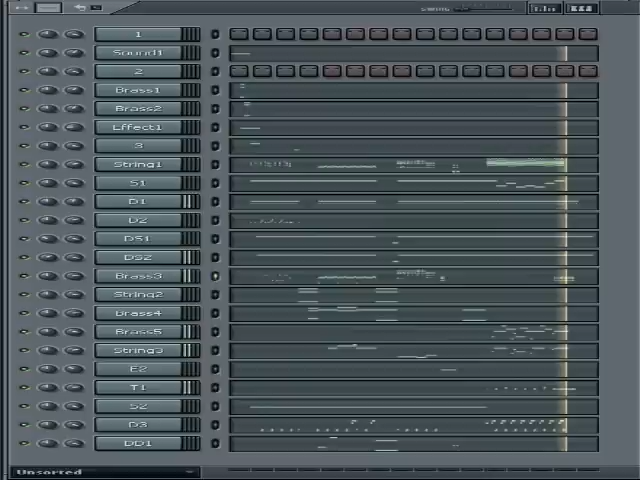 SWING
1
Sound1
2
Brass1
Brass2
Effect1
3
String1
S1
D1
D2
DS1
DS2
Brass3
String2
Brass4
Brass5
String3
E2
T1
S2
D3
DD1
Unsorted